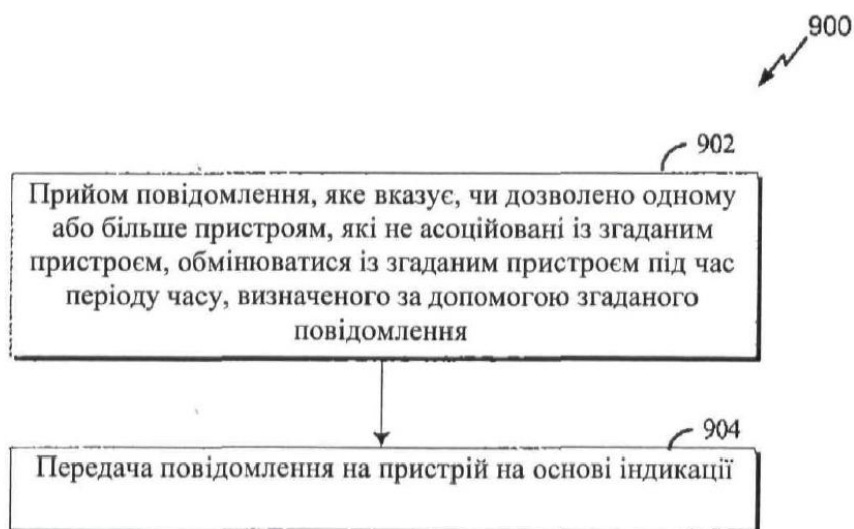 900
902
Прийом повідомлення, яке вказує, чи дозволено одному
або більше пристроям, які не асоційовані із згаданим
пристроєм, обмінюватися із згаданим пристроєм під час
періоду часу, визначеного за допомогою згаданого
повідомлення
904
Передача повідомлення на пристрій на основі індикації